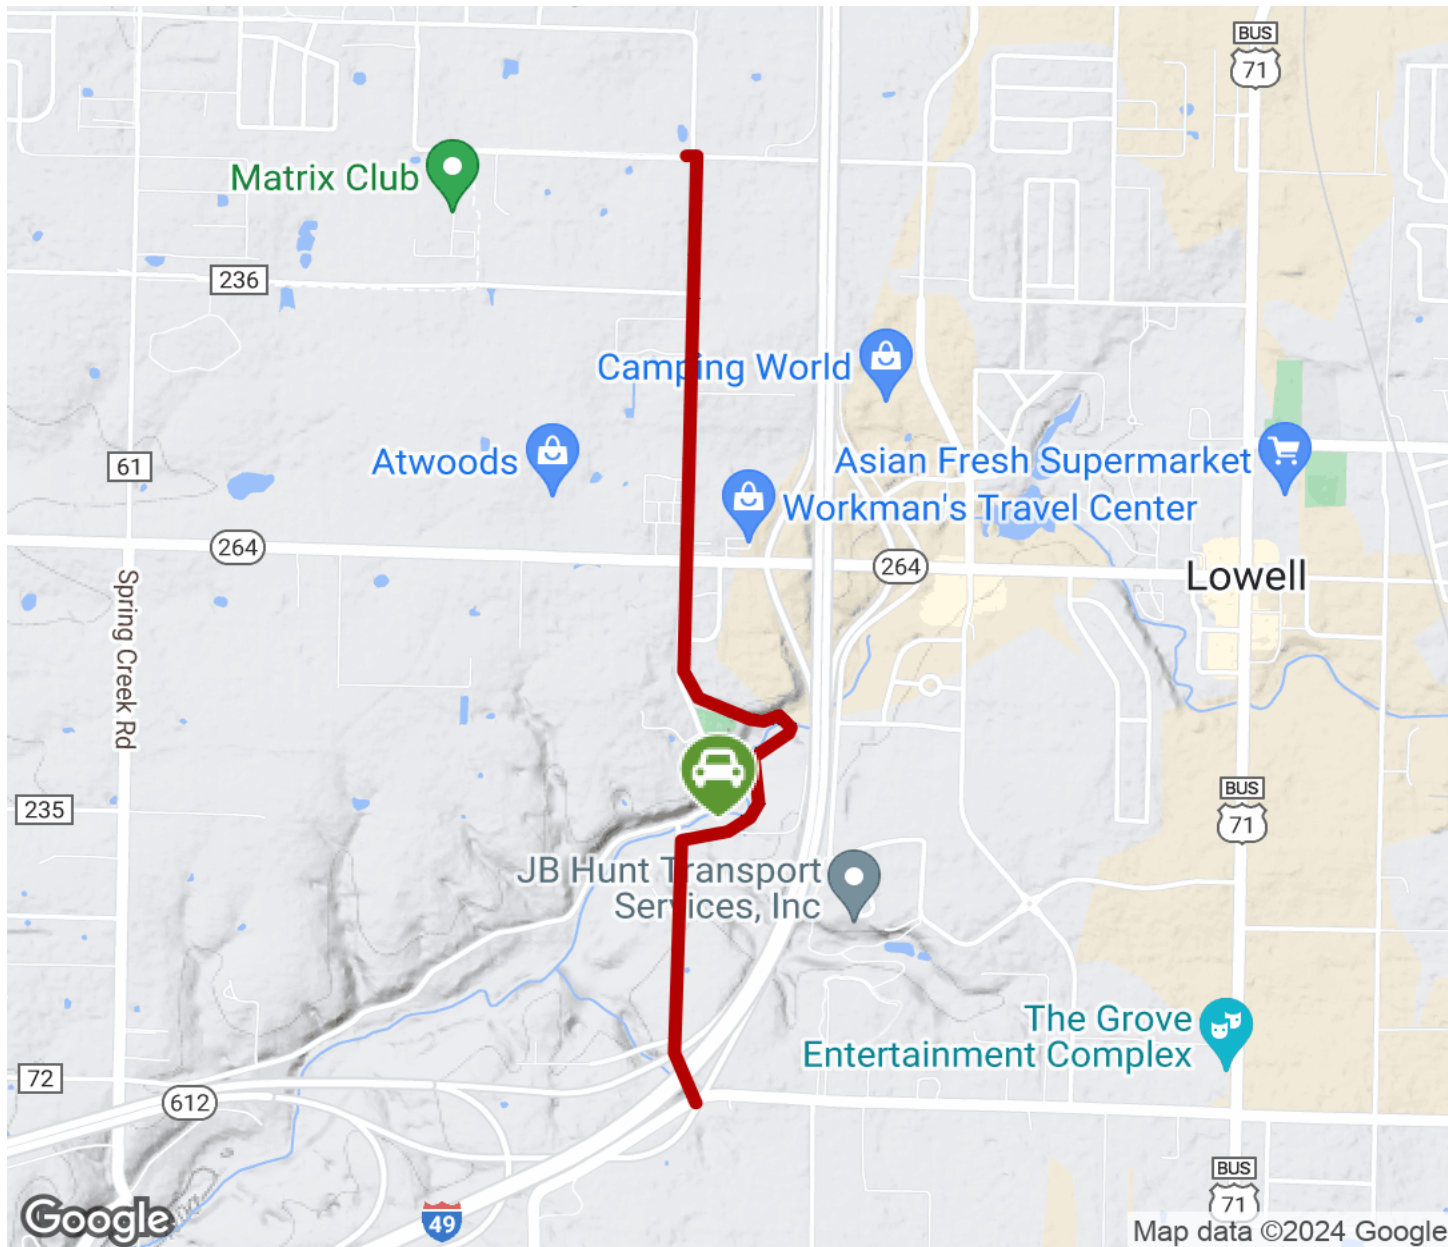 BUS
71
Matrix Club
236
Camping World
Atwoods
Asian Fresh Supermarket
61
Workman's Travel Center
264
264
Lowell
Spring Creek Rd
BUS
71
235
JB Hunt Transport
Services, Inc
The Grove
Entertainment Complex
72
612
BUS
71
49
Google
Map data ©2024 Google